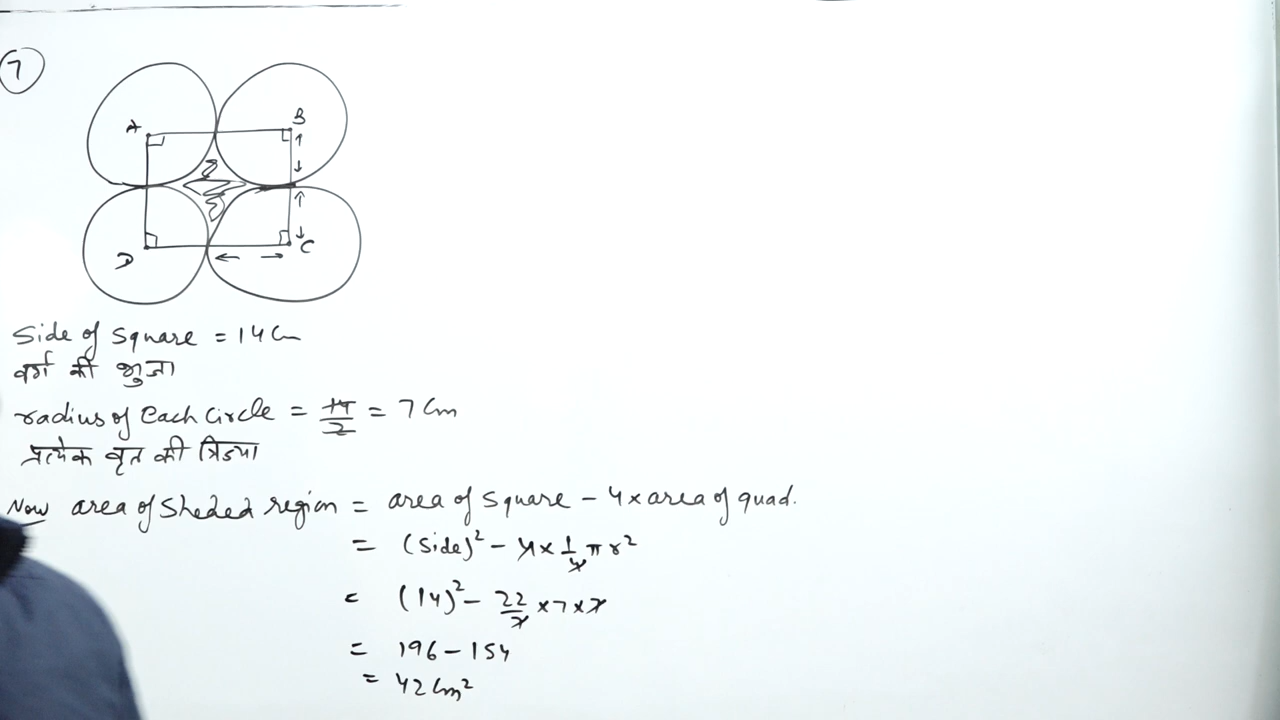 7
A B
D C
Side of Square = 14 Cm
वर्ग की भुजा
radius of Each Circle = 14/2 = 7 Cm
प्रत्येक वृत की त्रिज्या
Now area of Sheded region = area of Square - 4 x area of quad.
= (Side)² - 4 x 1/4 π r²
= (14)² - 22/7 x 7 x 7
= 196 - 154
= 42 Cm²